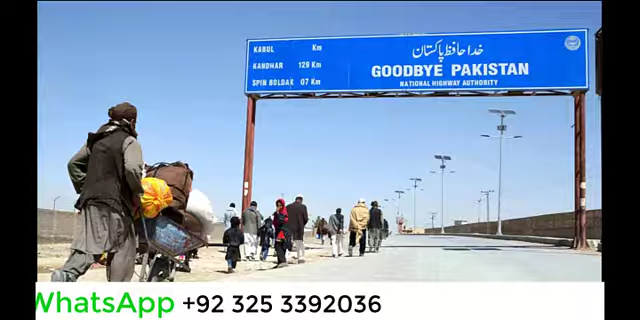 خدا حافظ پاکستان
KABUL Km
KANDHAR 129 Km
GOODBYE PAKISTAN
SPIN BOLDAK 07 Km
NATIONAL HIGHWAY AUTHORITY
WhatsApp +92 325 3392036